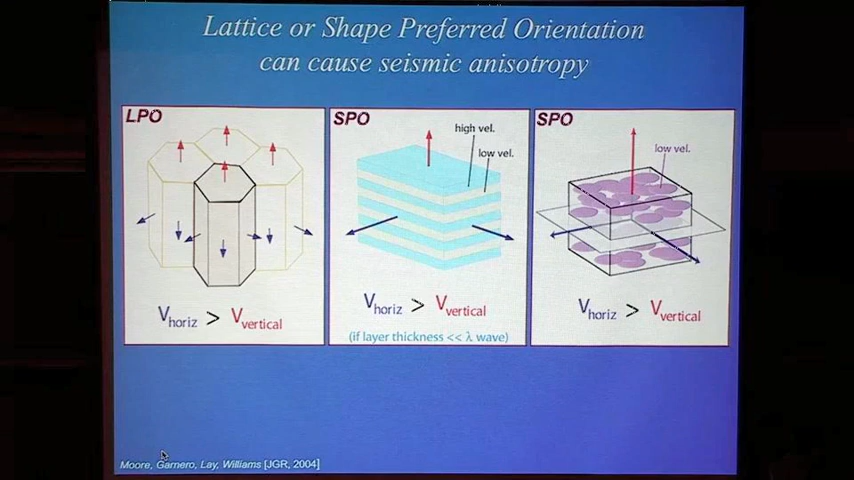 Lattice or Shape Preferred Orientation
can cause seismic anisotropy
LPO
V horiz > V vertical
SPO
high vel.
low vel.
V horiz > V vertical
(if layer thickness << λ wave)
SPO
low vel.
V horiz > V vertical
Moore, Garnero, Lay, Williams [JGR, 2004]